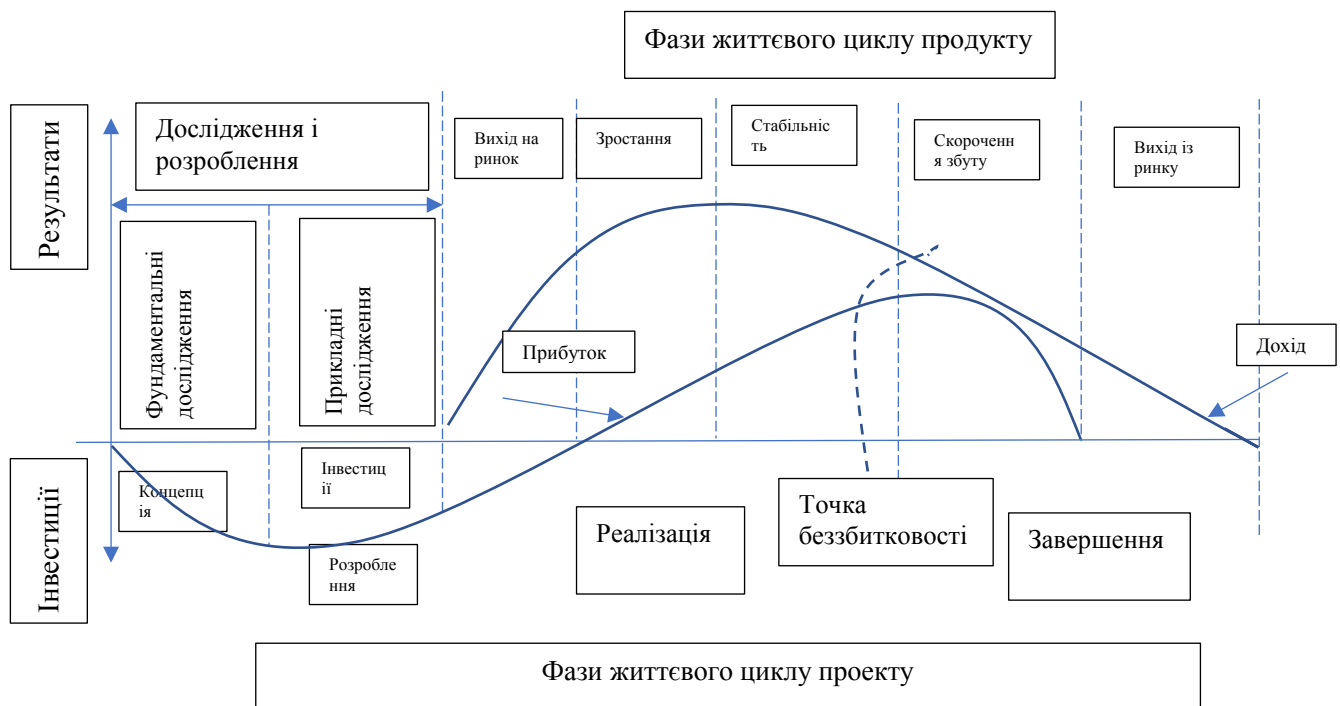 Фази життєвого циклу продукту
Результати
Дослідження і
розроблення
Вихід на
ринок
Зростання
Стабільніс
ть
Скороченн
я збуту
Вихід із
ринку
Фундаментальні
дослідження
Прикладні
дослідження
Прибуток
Дохід
Інвестиції
Концепц
ія
Інвестиц
ії
Розробле
ння
Реалізація
Точка
беззбитковості
Завершення
Фази життєвого циклу проекту